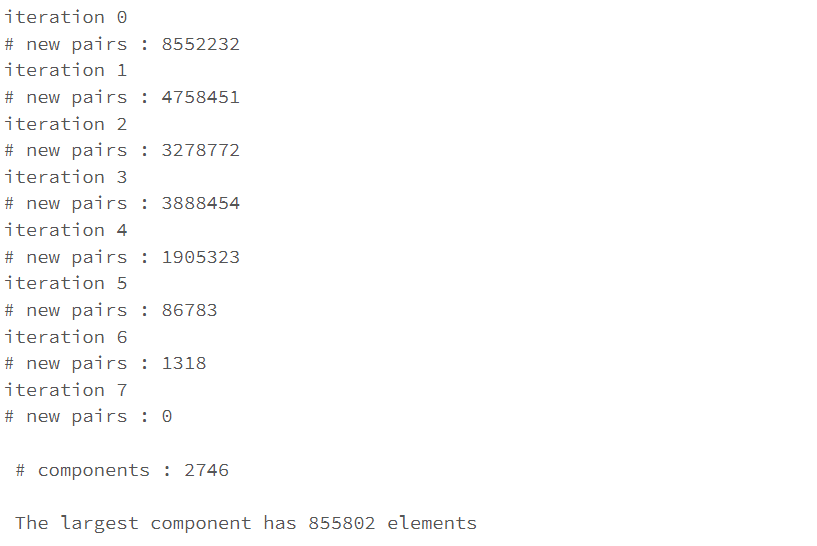 iteration 0
# new pairs : 8552232
iteration 1
# new pairs : 4758451
iteration 2
# new pairs : 3278772
iteration 3
# new pairs : 3888454
iteration 4
# new pairs : 1905323
iteration 5
# new pairs : 86783
iteration 6
# new pairs : 1318
iteration 7
# new pairs : 0
# components : 2746
The largest component has 855802 elements